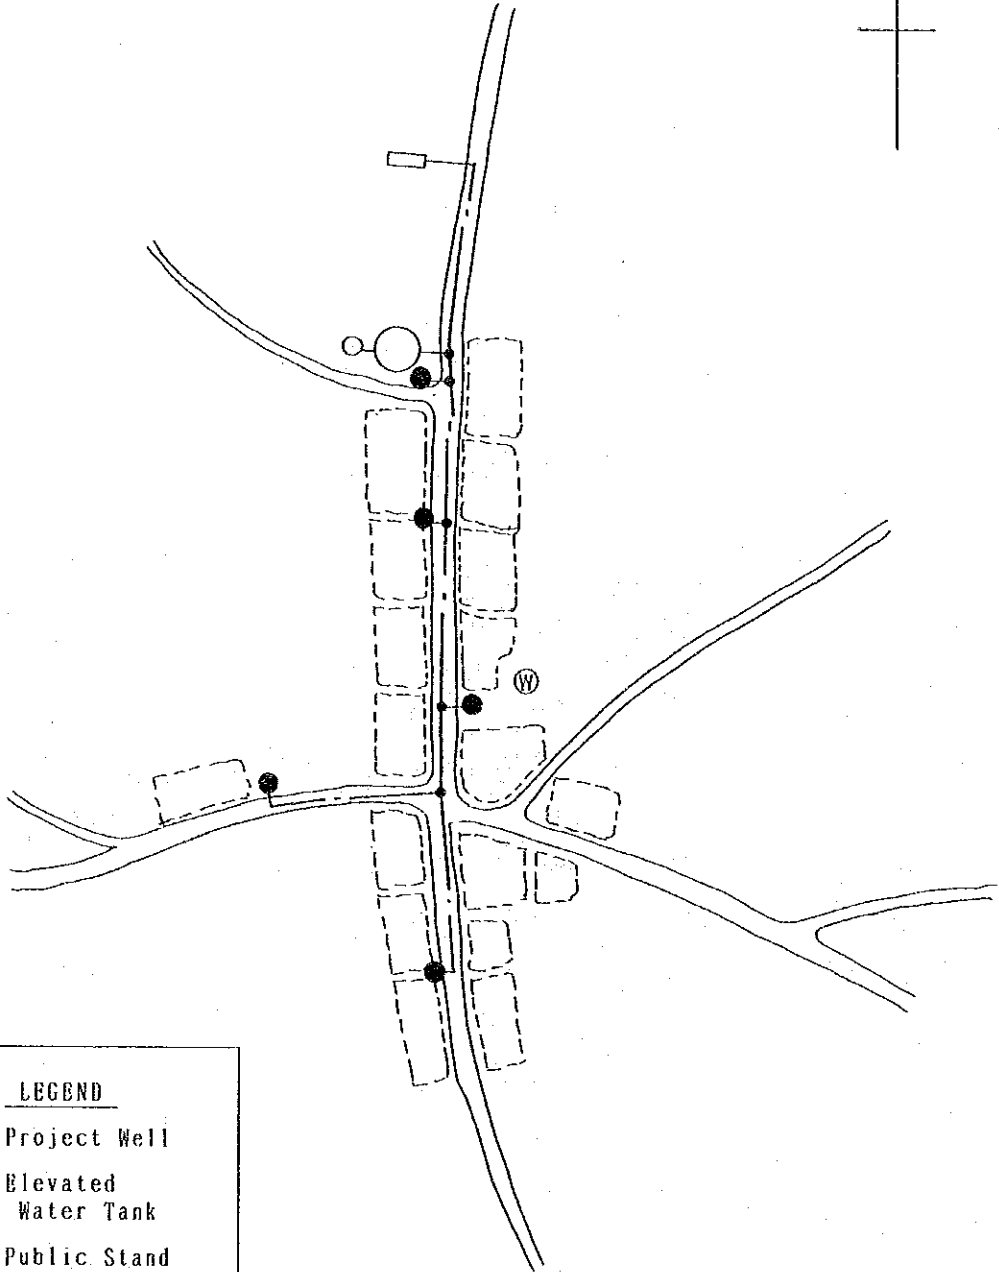 Ⓦ
LEGEND
Project Well
Elevated
Water Tank
Public Stand